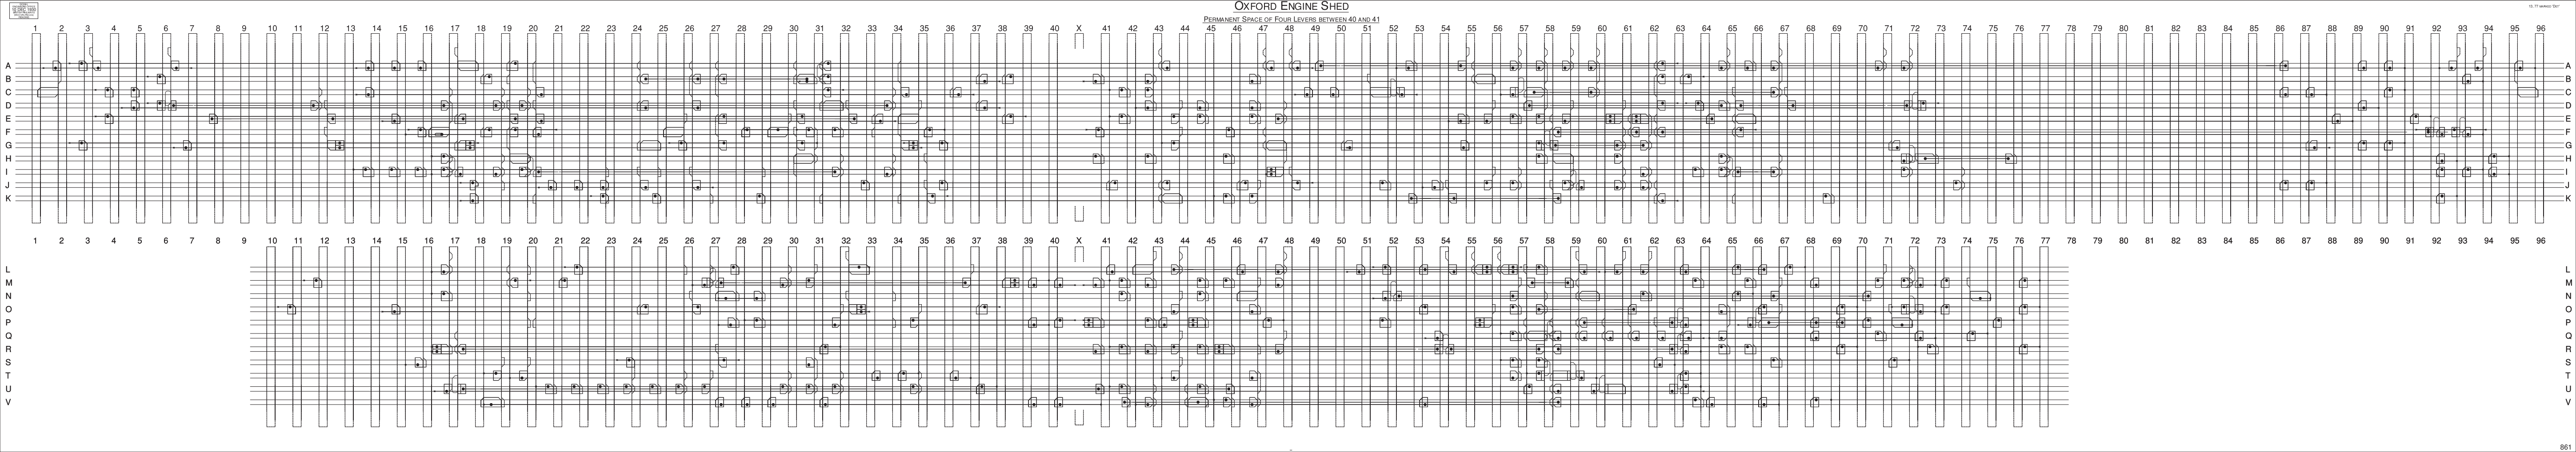 OXFORD ENGINE SHED
PERMANENT SPACE OF FOUR LEVERS BETWEEN 40 AND 41
1 2 3 4 5 6 7 8 9 10 11 12 13 14 15 16 17 18 19 20 21 22 23 24 25 26 27 28 29 30 31 32 33 34 35 36 37 38 39 40 X 41 42 43 44 45 46 47 48 49 50 51 52 53 54 55 56 57 58 59 60 61 62 63 64 65 66 67 68 69 70 71 72 73 74 75 76 77 78 79 80 81 82 83 84 85 86 87 88 89 90 91 92 93 94 95 96
A A
B B
C C
D D
E E
F F
G G
H H
I I
J J
K K
1 2 3 4 5 6 7 8 9 10 11 12 13 14 15 16 17 18 19 20 21 22 23 24 25 26 27 28 29 30 31 32 33 34 35 36 37 38 39 40 X 41 42 43 44 45 46 47 48 49 50 51 52 53 54 55 56 57 58 59 60 61 62 63 64 65 66 67 68 69 70 71 72 73 74 75 76 77 78 79 80 81 82 83 84 85 86 87 88 89 90 91 92 93 94 95 96
L L
M M
N N
O O
P P
Q Q
R R
S S
T T
U U
V V
861